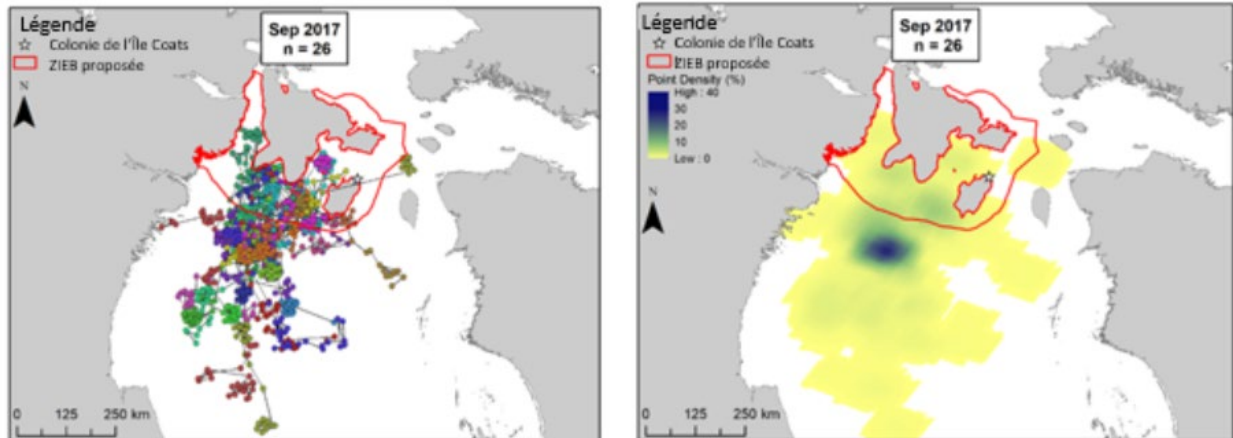 Légende
Colonie de l'Île Coats
ZIEB proposée
Sep 2017
n = 26
N
0 125 250 km
Légende
Colonie de l'Île Coats
ZIEB proposée
Point Density (%)
High : 40
30
20
10
Low : 0
Sep 2017
n = 26
N
0 125 250 km